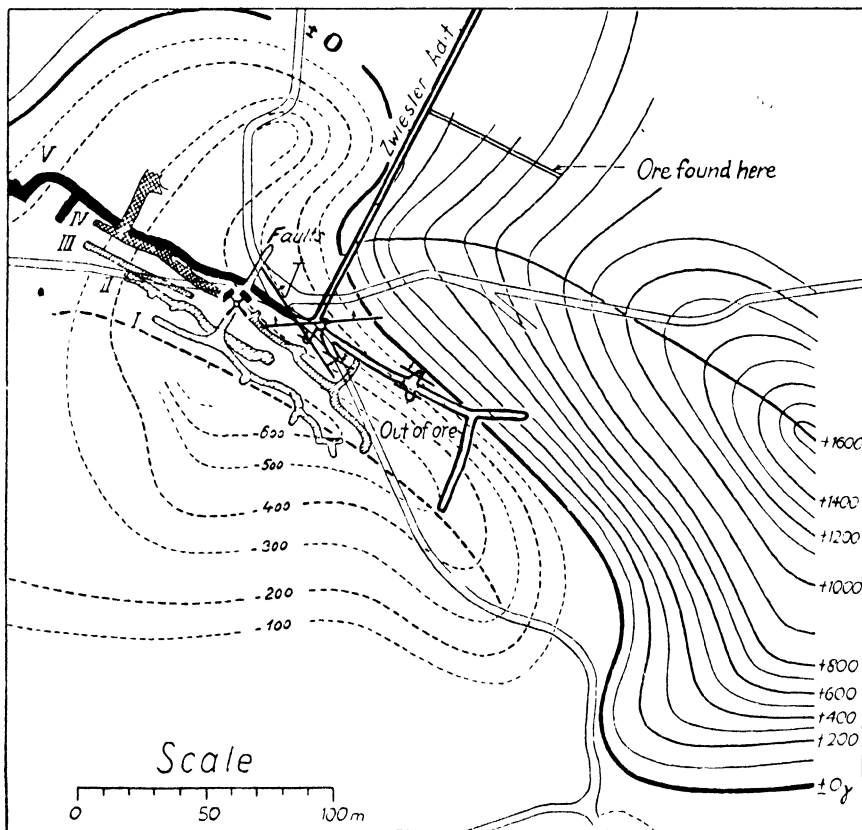 ± 0
Zwiesler Adit
Ore found here
V
IV
III
II
I
Faults
Out of ore
600
500
400
300
200
100
+1600
+1400
+1200
+1000
+800
+600
+400
+200
±0γ
Scale
0 50 100 m